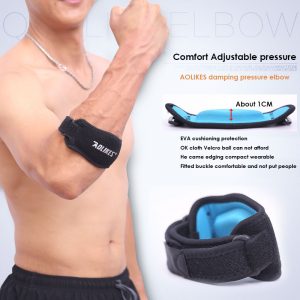 Comfort Adjustable pressure
AOLIKES damping pressure elbow
About 1CM
EVA cushioning protection
OK cloth Velcro ball can not afford
He came edging compact wearable
Fitted buckle comfortable and not put people
AOLIKES